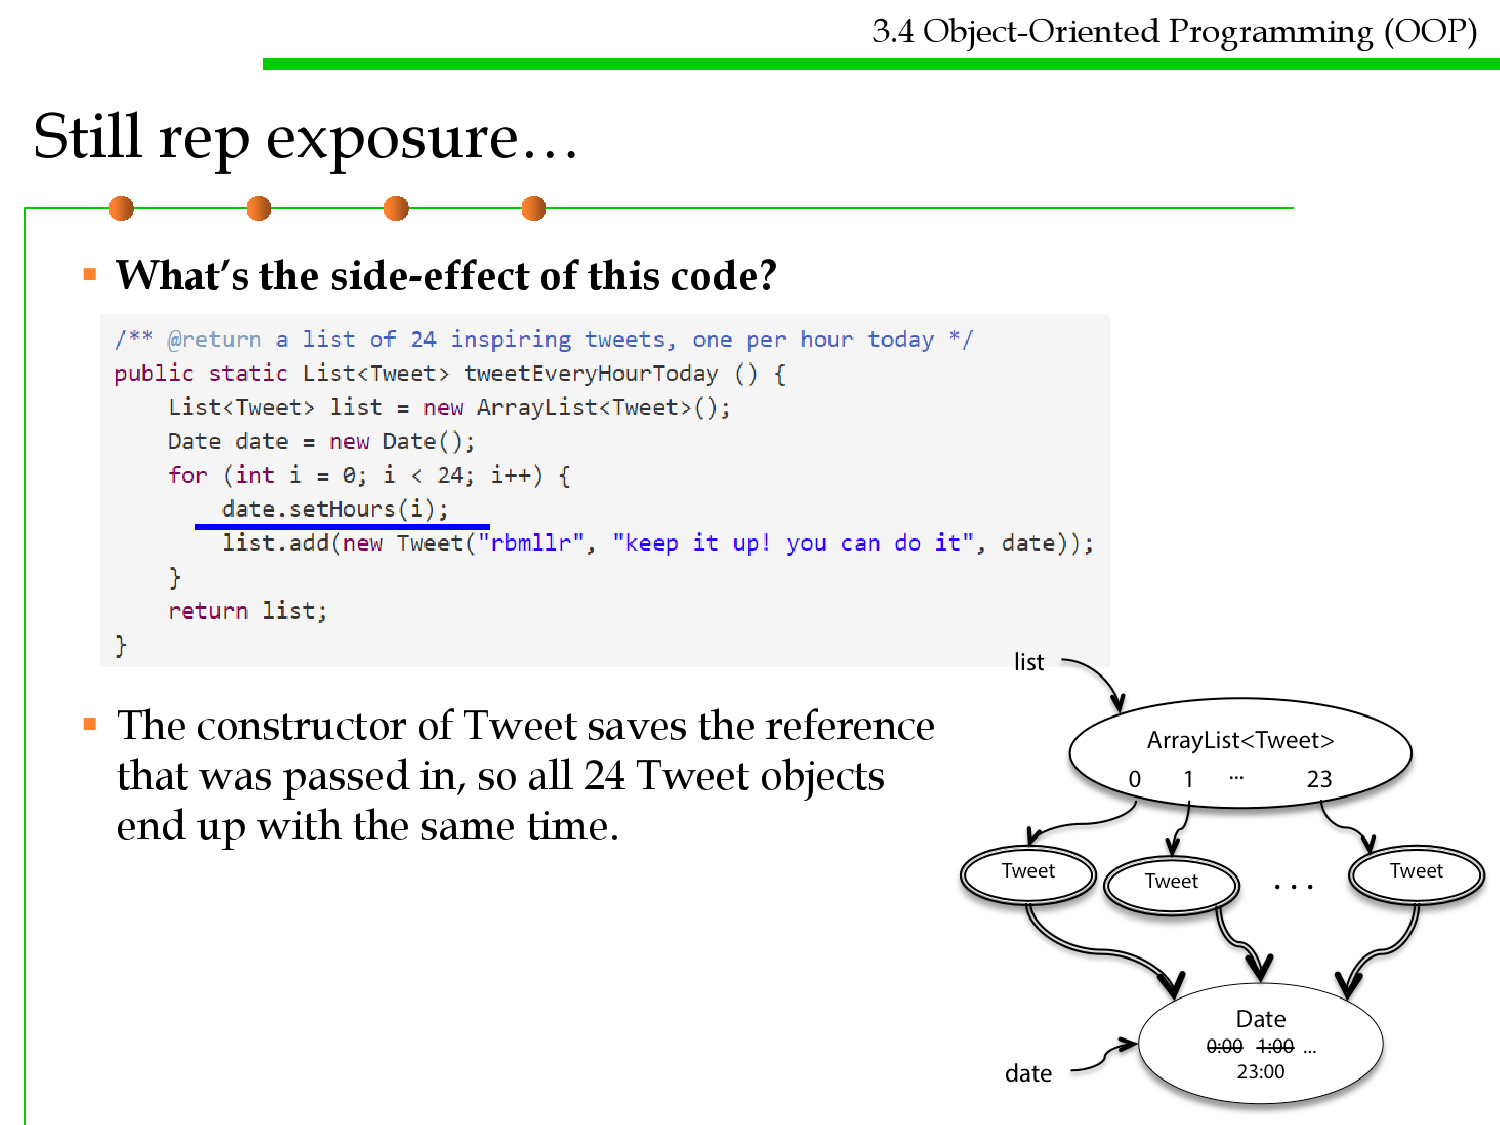 3.4 Object-Oriented Programming (OOP)
Still rep exposure…
▪ What's the side-effect of this code?
/** @return a list of 24 inspiring tweets, one per hour today */
public static List<Tweet> tweetEveryHourToday () {
    List<Tweet> list = new ArrayList<Tweet>();
    Date date = new Date();
    for (int i = 0; i < 24; i++) {
        date.setHours(i);
        list.add(new Tweet("rbmllr", "keep it up! you can do it", date));
    }
    return list;
}
▪ The constructor of Tweet saves the reference
that was passed in, so all 24 Tweet objects
end up with the same time.
list
ArrayList<Tweet>
0 1 ... 23
Tweet Tweet . . . Tweet
Date
0:00 1:00 ...
23:00
date